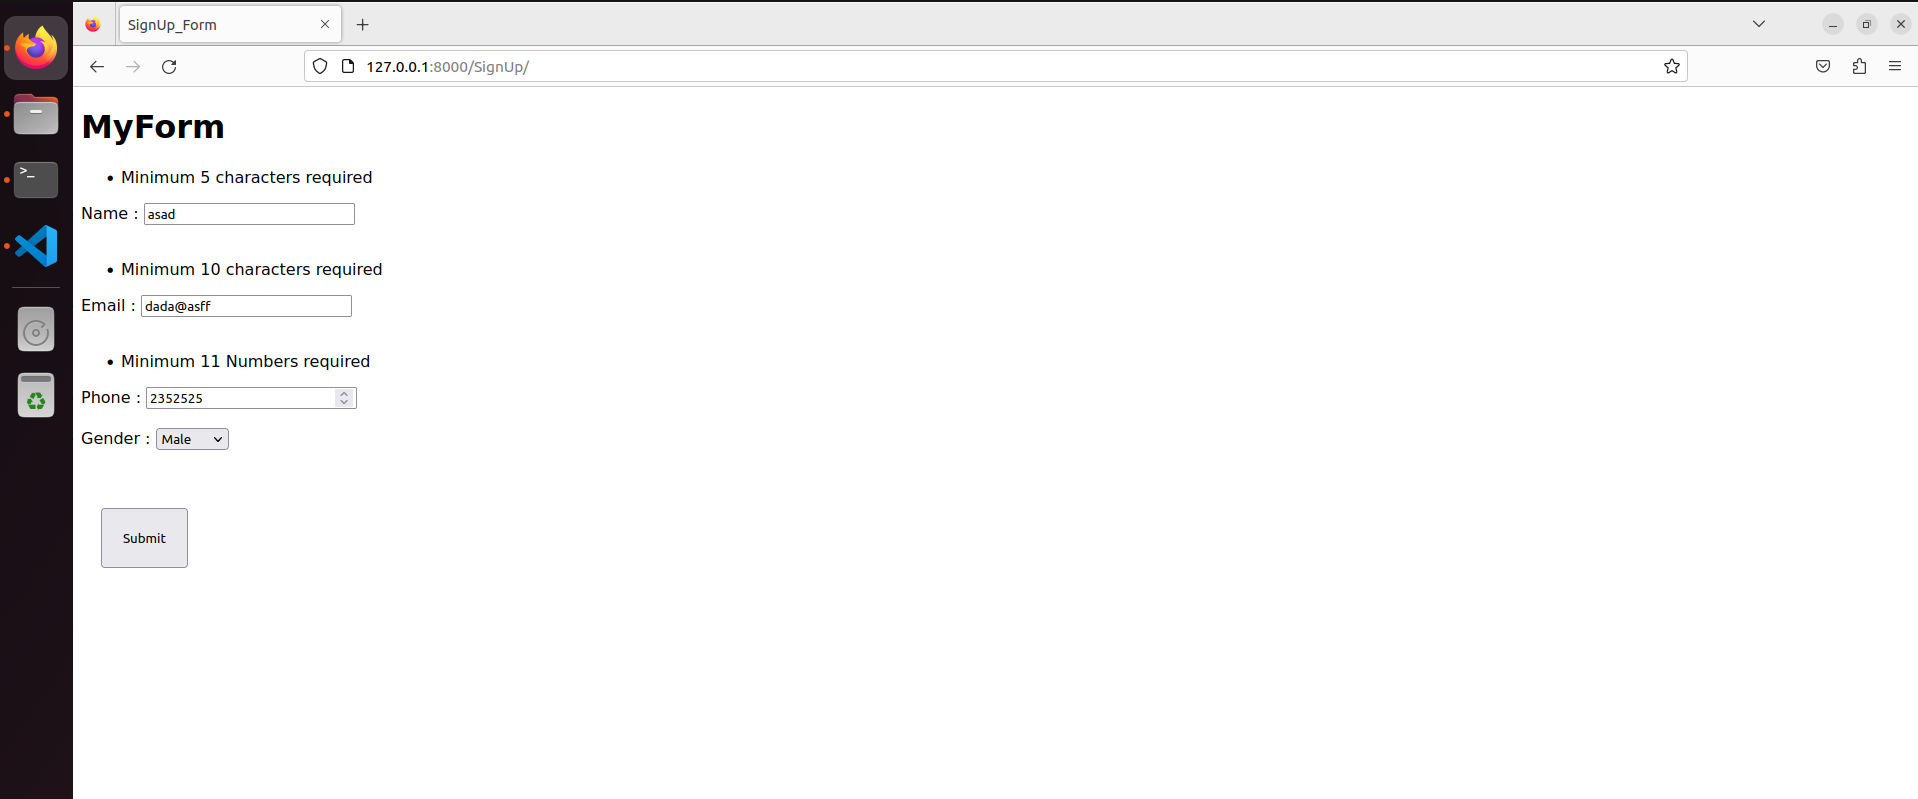 SignUp_Form
127.0.0.1:8000/SignUp/
MyForm
• Minimum 5 characters required
Name : asad
• Minimum 10 characters required
Email : dada@asff
• Minimum 11 Numbers required
Phone : 2352525
Gender : Male
Submit